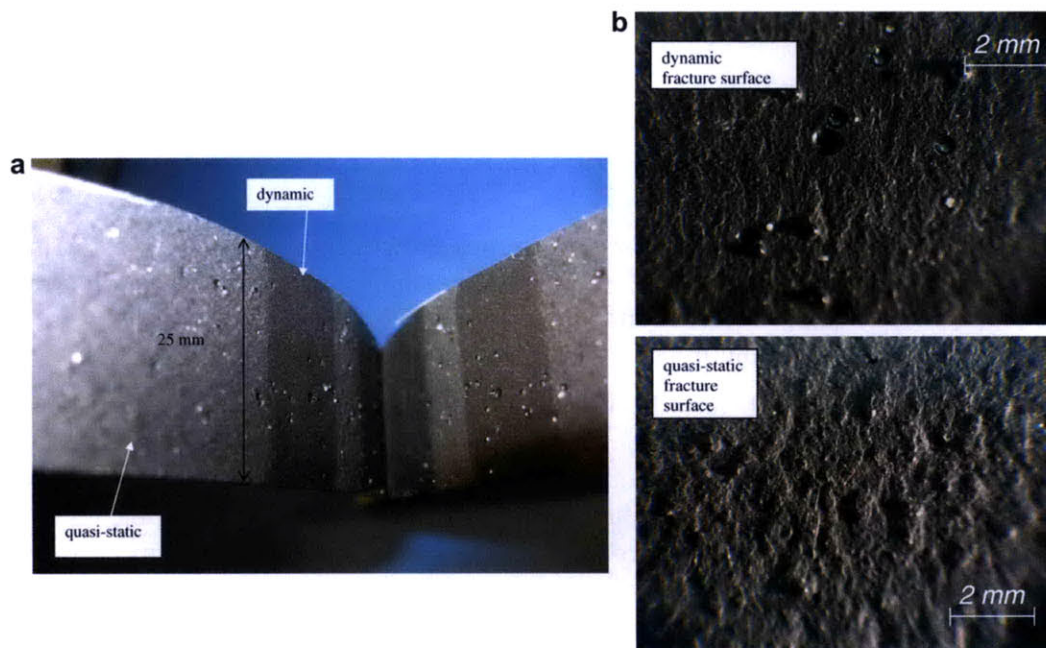 a
dynamic
25 mm
quasi-static
b
dynamic
fracture surface
2 mm
quasi-static
fracture
surface
2 mm